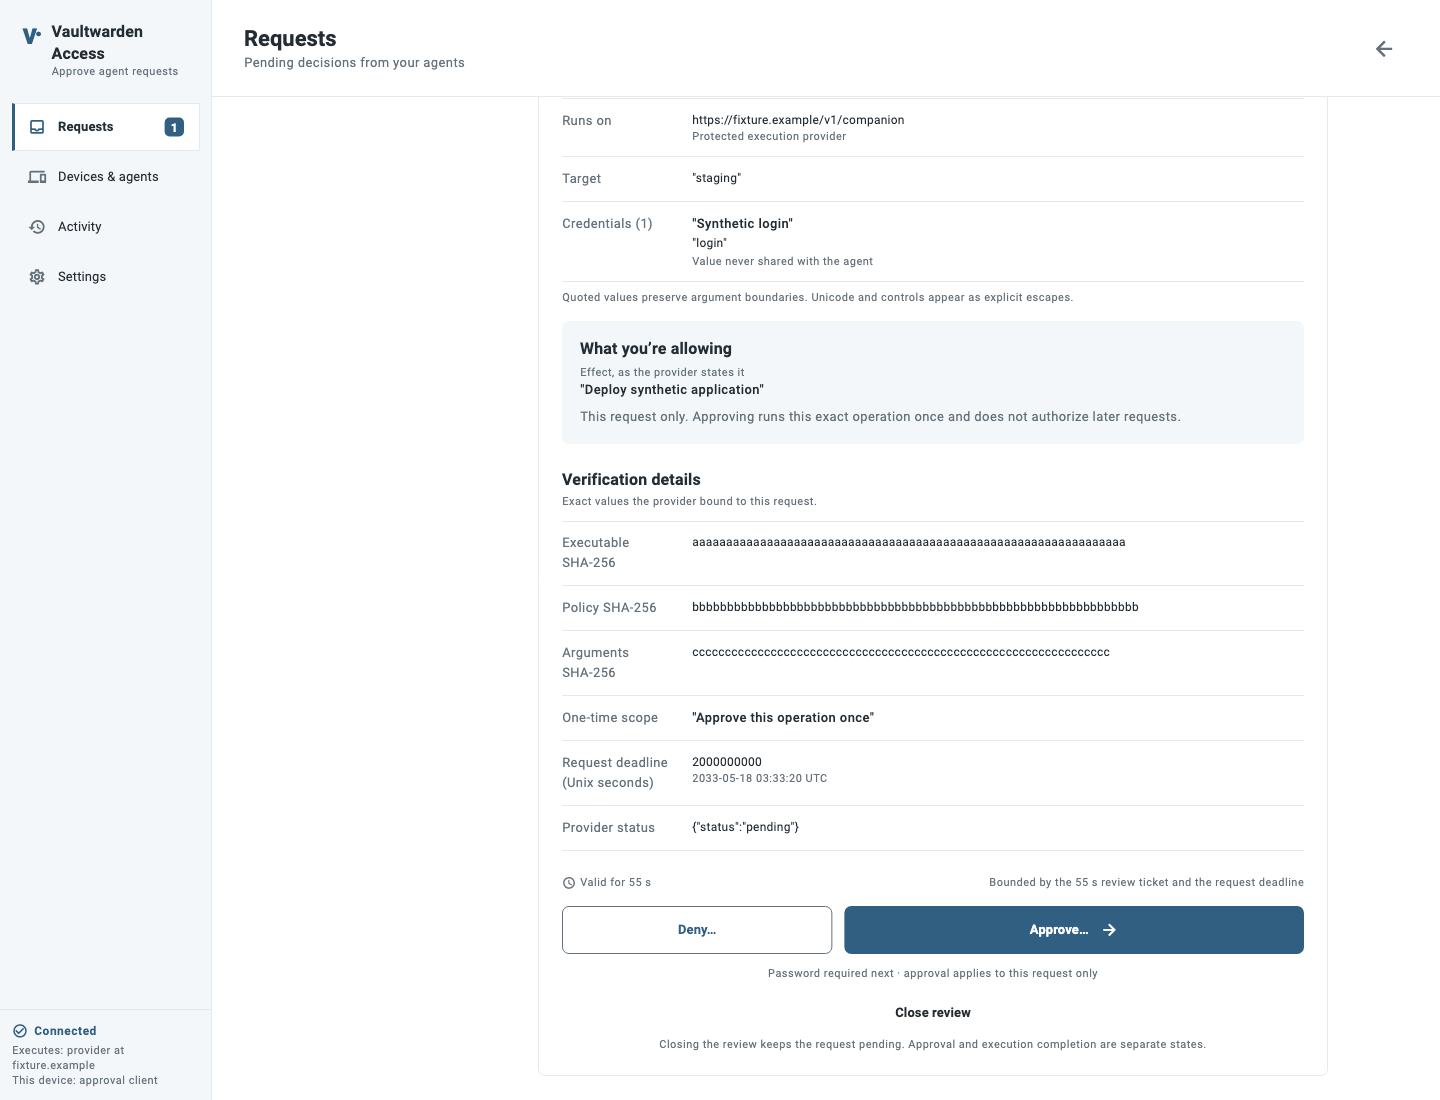 Vaultwarden
Access
Approve agent requests
Requests
1
Devices & agents
Activity
Settings
Connected
Executes: provider at
fixture.example
This device: approval client
Requests
Pending decisions from your agents
Runs on
https://fixture.example/v1/companion
Protected execution provider
Target
"staging"
Credentials (1)
"Synthetic login"
"login"
Value never shared with the agent
Quoted values preserve argument boundaries. Unicode and controls appear as explicit escapes.
What you’re allowing
Effect, as the provider states it
"Deploy synthetic application"
This request only. Approving runs this exact operation once and does not authorize later requests.
Verification details
Exact values the provider bound to this request.
Executable
SHA-256
aaaaaaaaaaaaaaaaaaaaaaaaaaaaaaaaaaaaaaaaaaaaaaaaaaaaaaaaaaaaaaaa
Policy SHA-256
bbbbbbbbbbbbbbbbbbbbbbbbbbbbbbbbbbbbbbbbbbbbbbbbbbbbbbbbbbbbbbbb
Arguments
SHA-256
cccccccccccccccccccccccccccccccccccccccccccccccccccccccccccccccc
One-time scope
"Approve this operation once"
Request deadline
(Unix seconds)
2000000000
2033-05-18 03:33:20 UTC
Provider status
{"status":"pending"}
Valid for 55 s
Bounded by the 55 s review ticket and the request deadline
Deny…
Approve…
Password required next · approval applies to this request only
Close review
Closing the review keeps the request pending. Approval and execution completion are separate states.